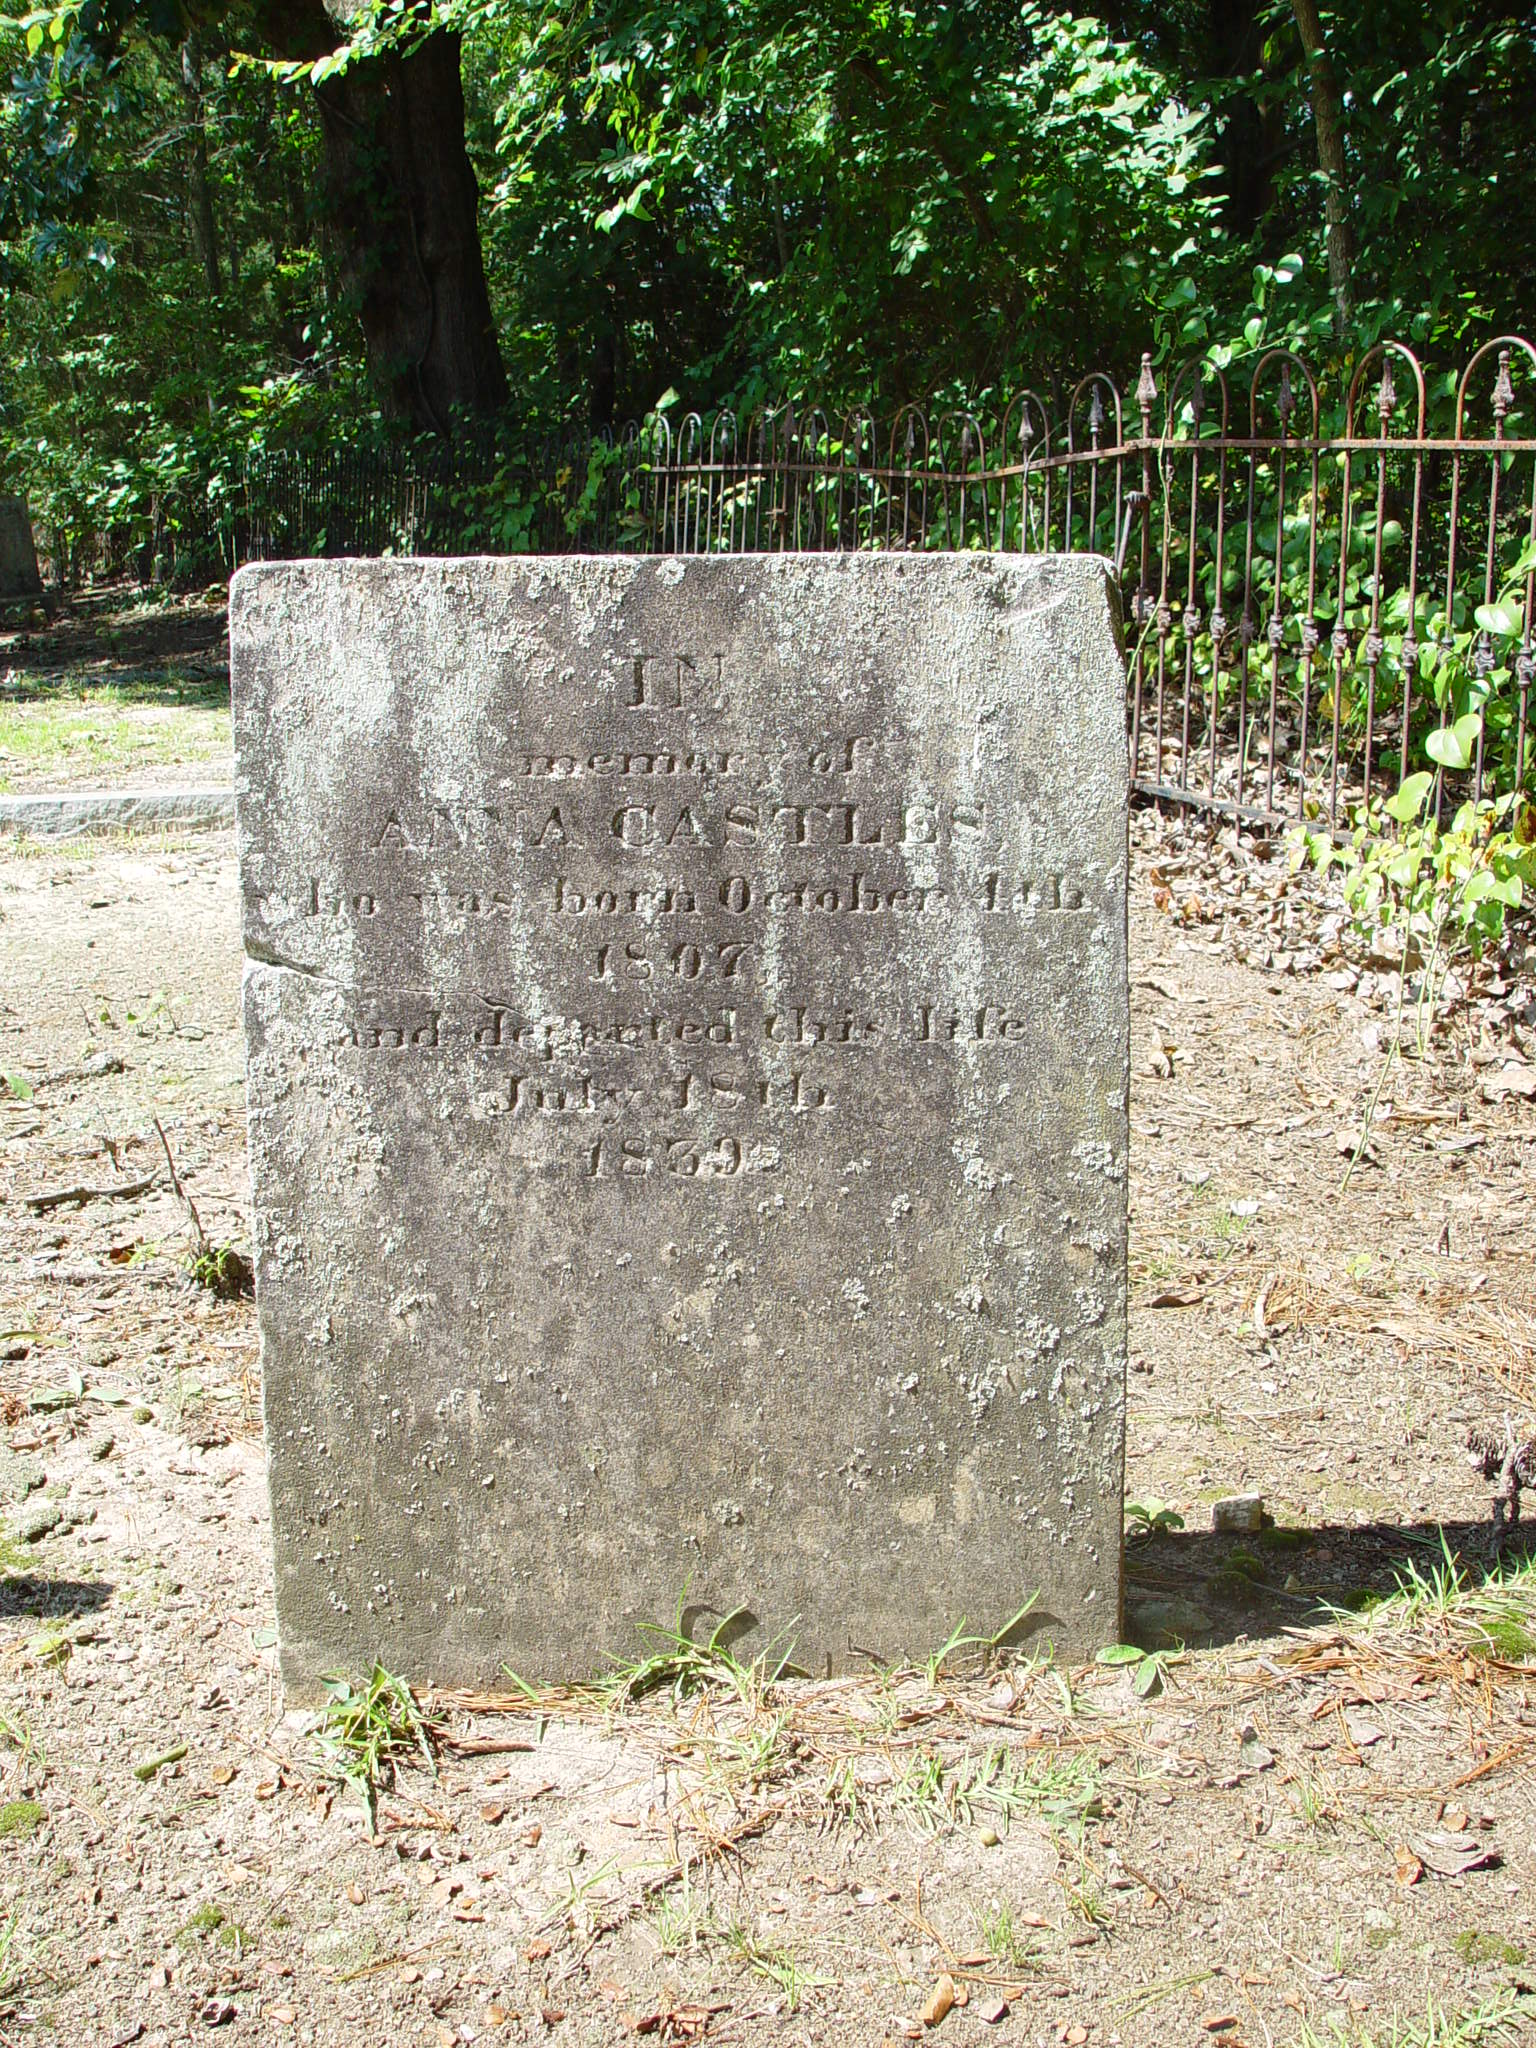 IN
memory of
ANNA CASTLES,
who was born October 4th
1807,
and departed this life
July 18th
1839